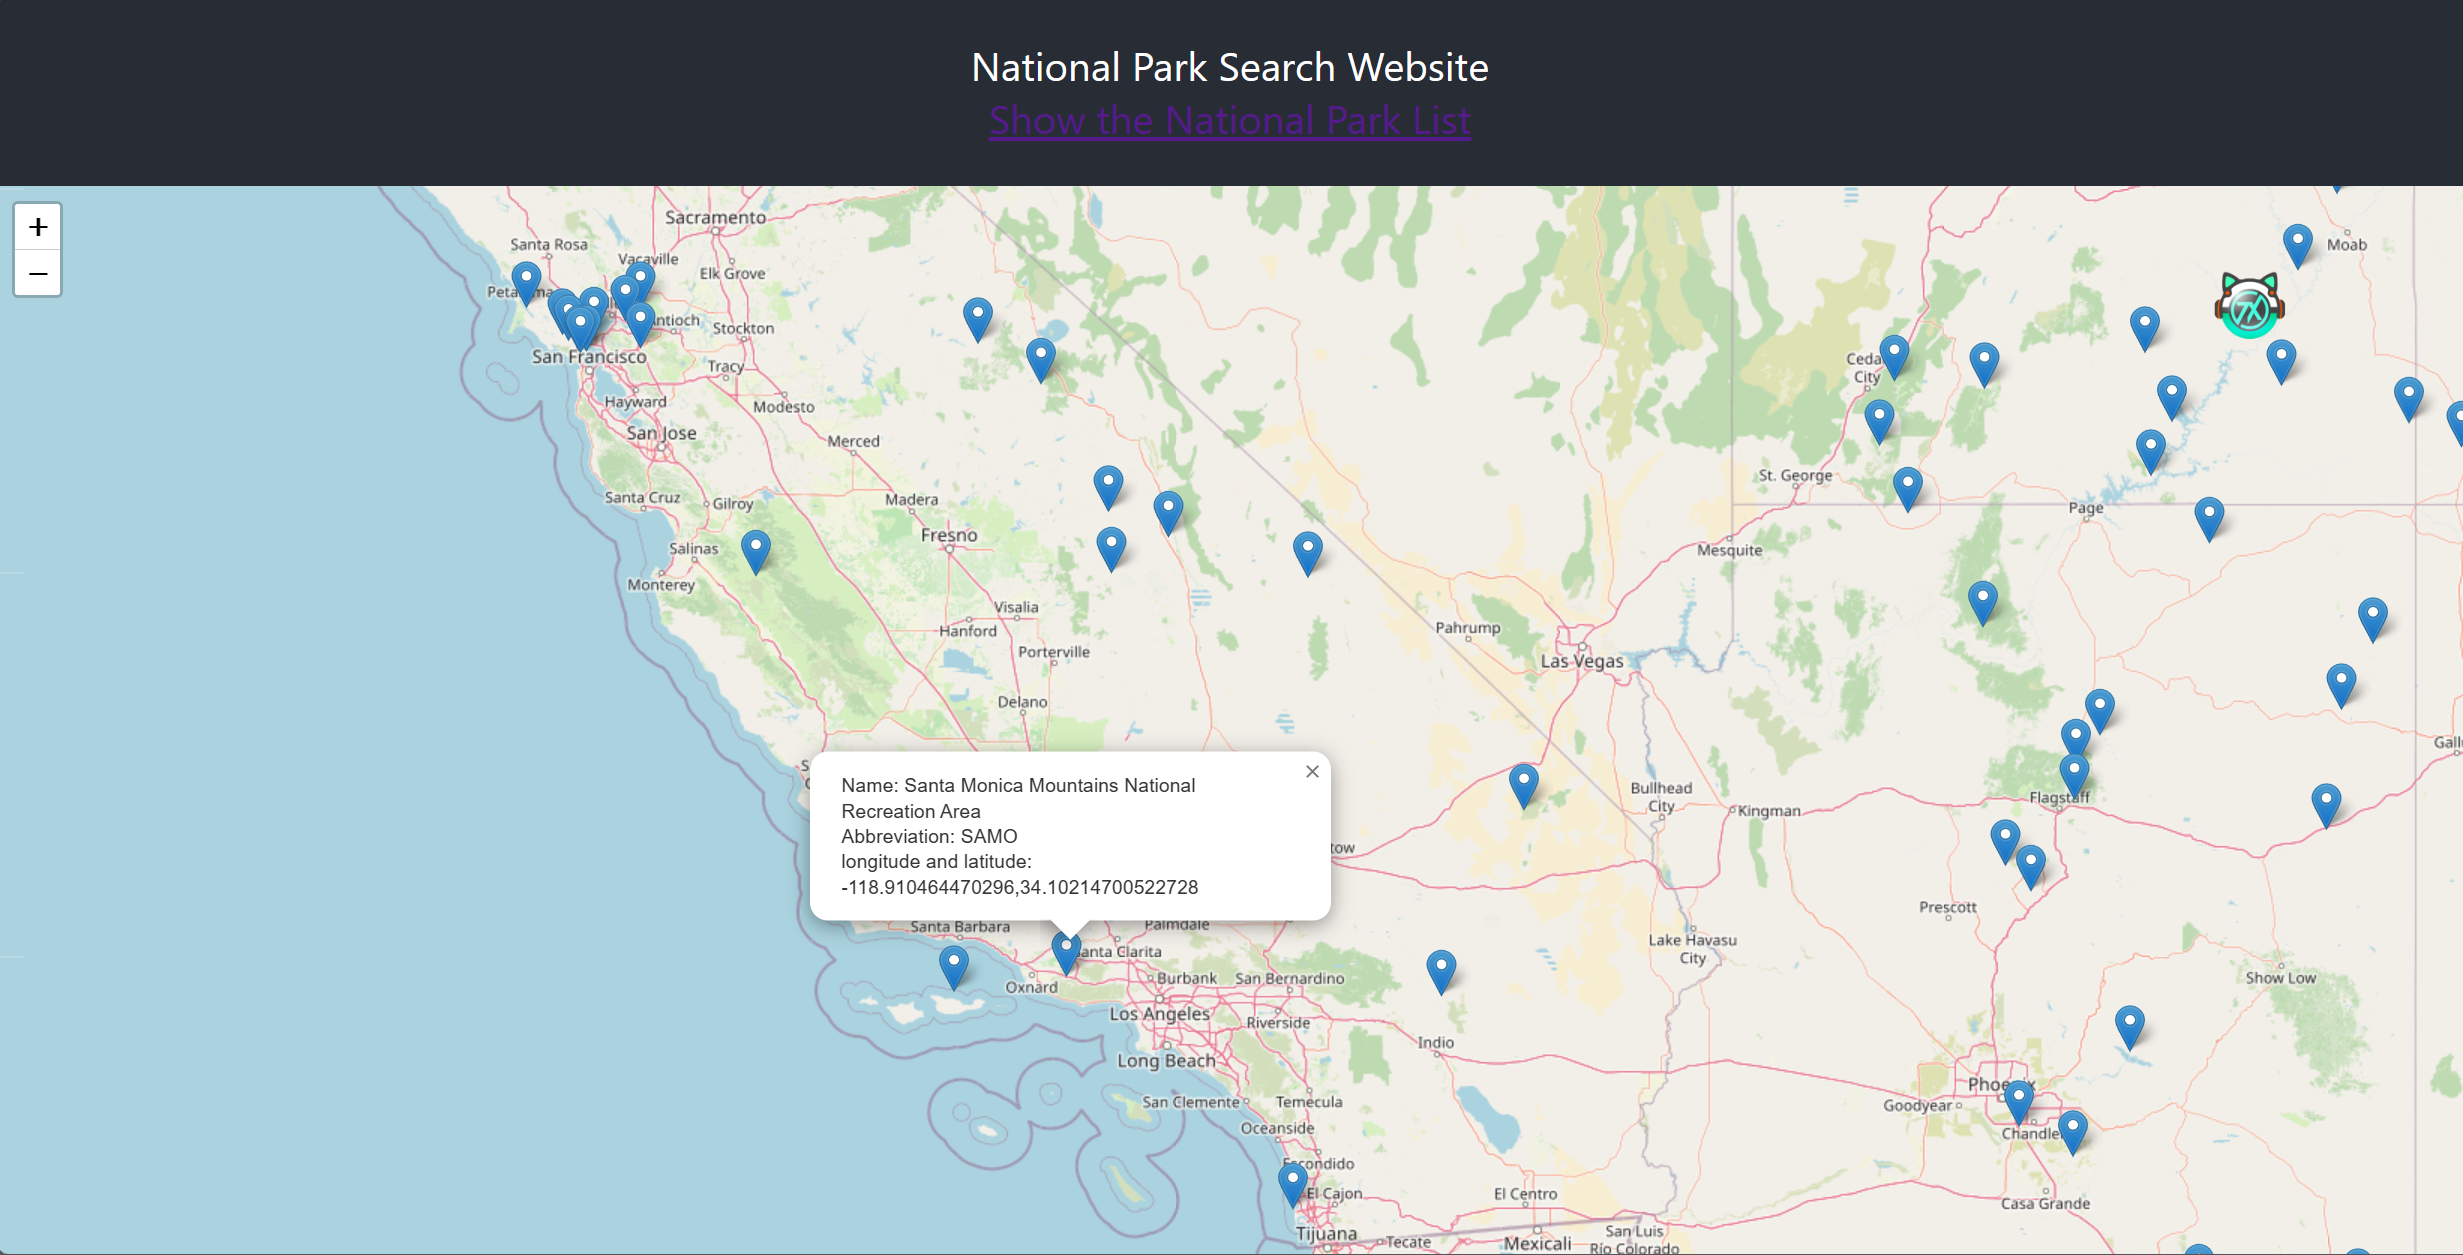 National Park Search Website
Show the National Park List
+
−
Sacramento
Santa Rosa
Vacaville
Elk Grove
Moab
Antioch
Stockton
San Francisco
Tracy
Cedar
City
Hayward
Modesto
San Jose
Merced
St. George
Santa Cruz
Gilroy
Madera
Page
Fresno
Salinas
Mesquite
Monterey
Visalia
Hanford
Pahrump
Porterville
Las Vegas
Delano
Name: Santa Monica Mountains National
Recreation Area
Abbreviation: SAMO
longitude and latitude:
-118.910464470296,34.10214700522728
×
Bullhead
City
Kingman
Flagstaff
tow
Prescott
Santa Barbara
Palmdale
Lake Havasu
City
Santa Clarita
Burbank
San Bernardino
Show Low
Oxnard
Los Angeles
Riverside
Indio
Long Beach
Phoenix
San Clemente
Temecula
Goodyear
Oceanside
Chandler
Escondido
El Cajon
El Centro
Casa Grande
Tijuana
Tecate
Mexicali
San Luis
Río Colorado